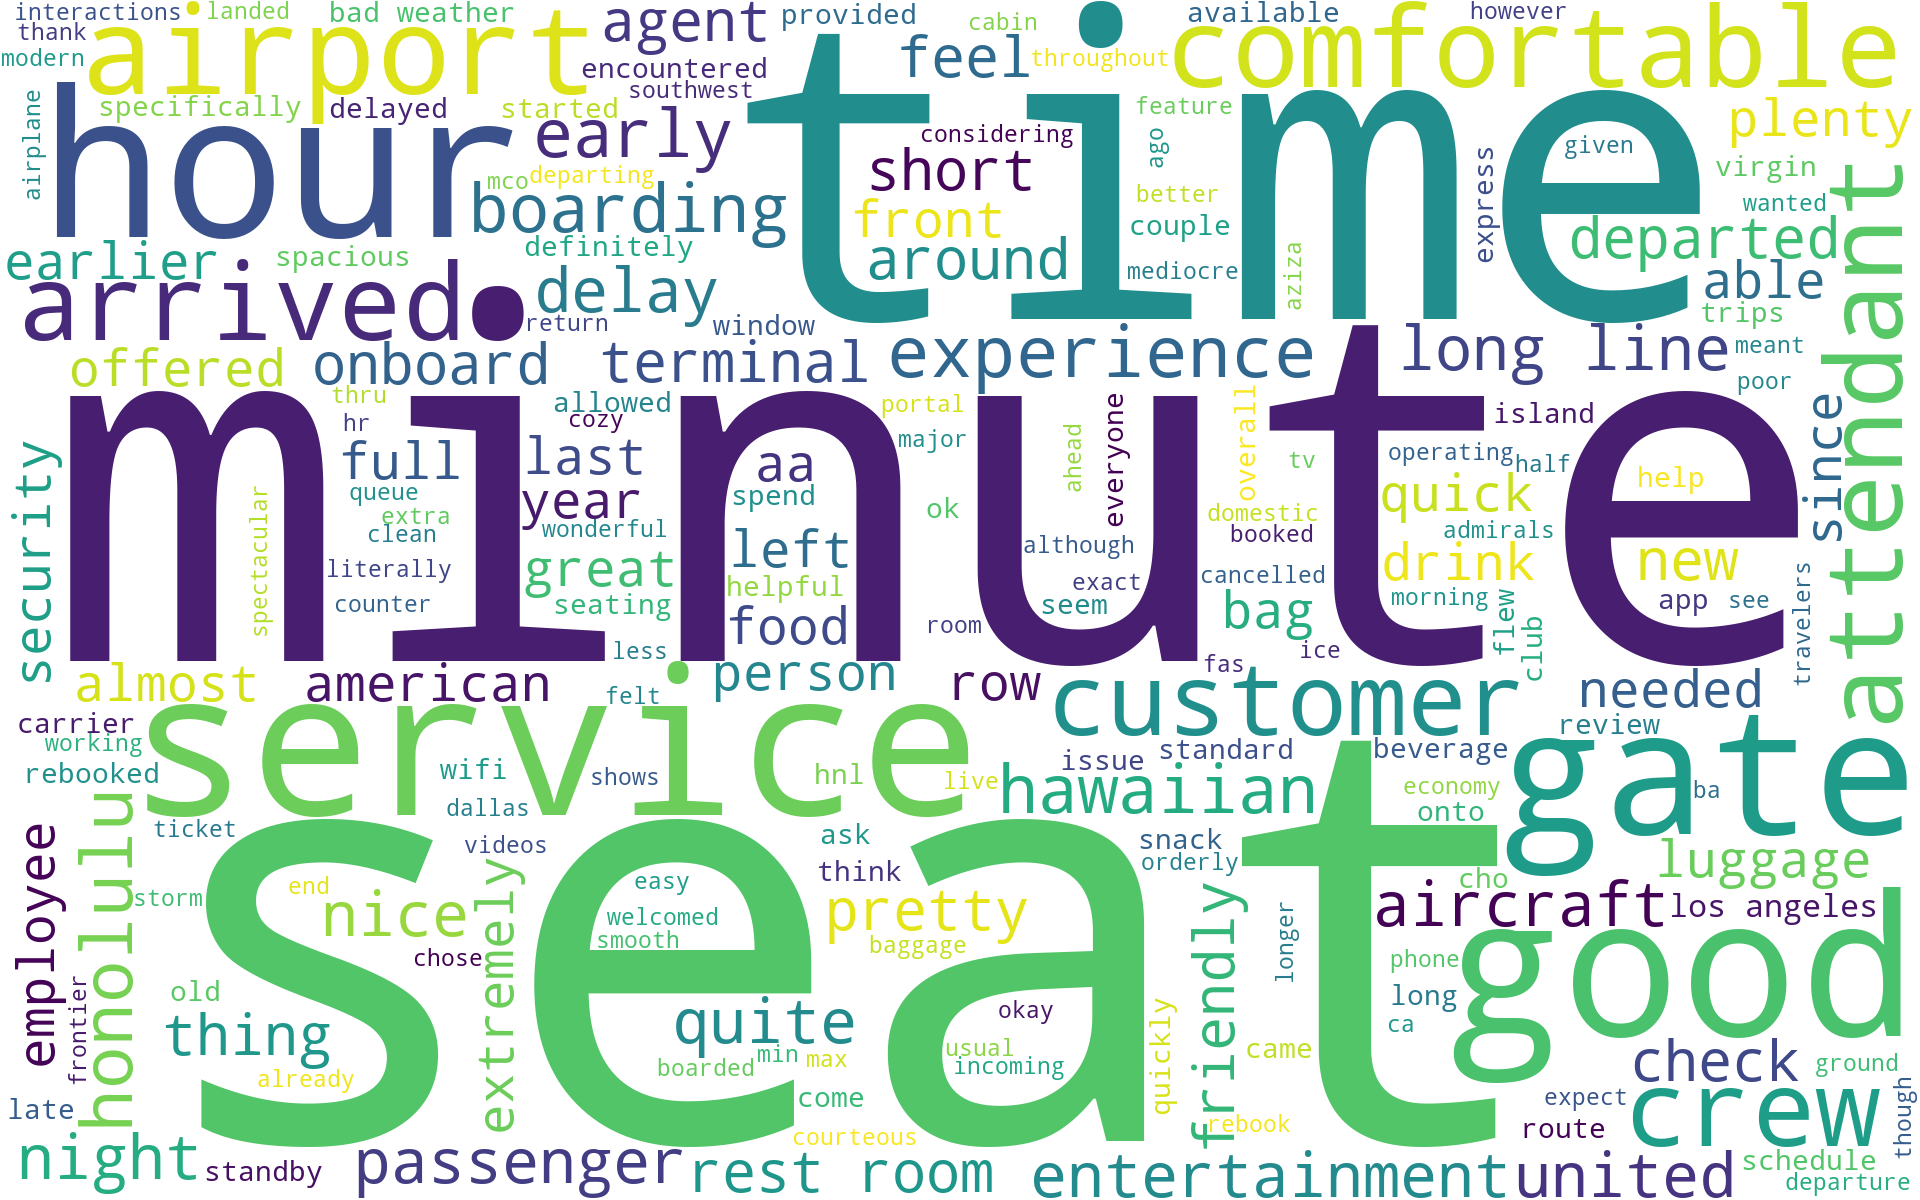 interactions
landed
bad weather
agent
provided
cabin
available
however
thank
airport
feel
comfortable
modern
encountered
throughout
southwest
time
specifically
delayed
started
early
feature
plenty
hour
considering
ago
given
airplane
short
express
virgin
mco
departing
better
wanted
boarding
front
couple
departed
attendant
earlier
spacious
definitely
around
mediocre
aziza
able
arrived
delay
return
window
trips
offered
onboard
terminal
experience
long line
meant
poor
minute
thru
allowed
portal
overall
island
hr
cozy
major
everyone
since
full
last
aa
ahead
tv
operating
half
help
security
queue
year
spend
ok
domestic
quick
extra
spectacular
clean
wonderful
although
booked
admirals
literally
left
exact
cancelled
drink
new
great
helpful
counter
seating
seem
bag
morning
app
see
food
room
flew
travelers
less
fas
ice
club
almost
american
felt
person
row
customer
needed
carrier
service
review
working
issue
standard
beverage
gate
rebooked
wifi
shows
hnl
live
hawaiian
economy
ba
honolulu
dallas
onto
ticket
videos
seat
ask
snack
employee
think
orderly
luggage
storm
end
nice
extremely
easy
pretty
friendly
cho
aircraft
los angeles
welcomed
smooth
baggage
longer
good
chose
phone
old
frontier
okay
long
thing
quite
quickly
ca
usual
min
max
boarded
incoming
came
check
ground
already
late
come
expect
crew
though
courteous
rebook
route
night
standby
passenger
rest room
entertainment
united
schedule
departure